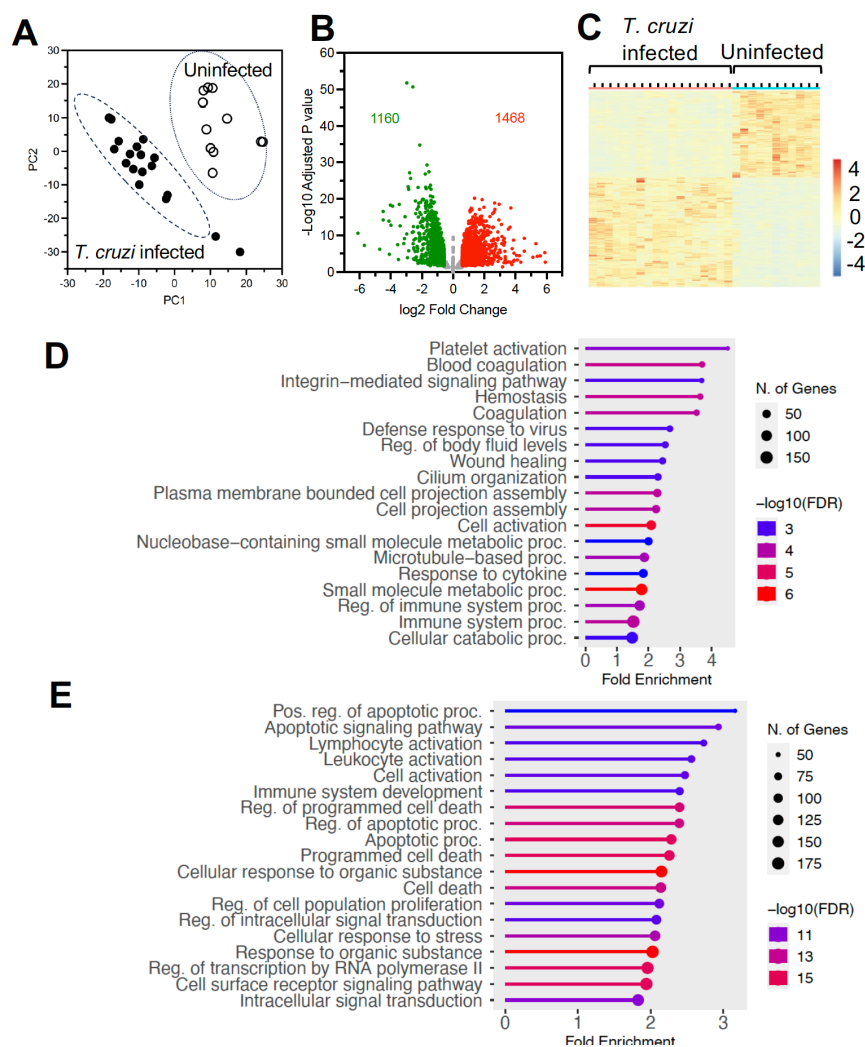 A
30
20
10
0
-10
-20
-30
PC2
-30
-20
-10
0
10
20
30
PC1
Uninfected
T. cruzi infected
B
60
50
40
30
20
10
0
-Log10 Adjusted P value
1160
1468
-6
-4
-2
0
2
4
6
log2 Fold Change
C
T. cruzi
infected
Uninfected
4
2
0
-2
-4
D
Platelet activation
Blood coagulation
Integrin−mediated signaling pathway
Hemostasis
Coagulation
Defense response to virus
Reg. of body fluid levels
Wound healing
Cilium organization
Plasma membrane bounded cell projection assembly
Cell projection assembly
Cell activation
Nucleobase−containing small molecule metabolic proc.
Microtubule−based proc.
Response to cytokine
Small molecule metabolic proc.
Reg. of immune system proc.
Immune system proc.
Cellular catabolic proc.
0
1
2
3
4
Fold Enrichment
N. of Genes
50
100
150
−log10(FDR)
3
4
5
6
E
Pos. reg. of apoptotic proc.
Apoptotic signaling pathway
Lymphocyte activation
Leukocyte activation
Cell activation
Immune system development
Reg. of programmed cell death
Reg. of apoptotic proc.
Apoptotic proc.
Programmed cell death
Cellular response to organic substance
Cell death
Reg. of cell population proliferation
Reg. of intracellular signal transduction
Cellular response to stress
Response to organic substance
Reg. of transcription by RNA polymerase II
Cell surface receptor signaling pathway
Intracellular signal transduction
0
1
2
3
Fold Enrichment
N. of Genes
50
75
100
125
150
175
−log10(FDR)
11
13
15